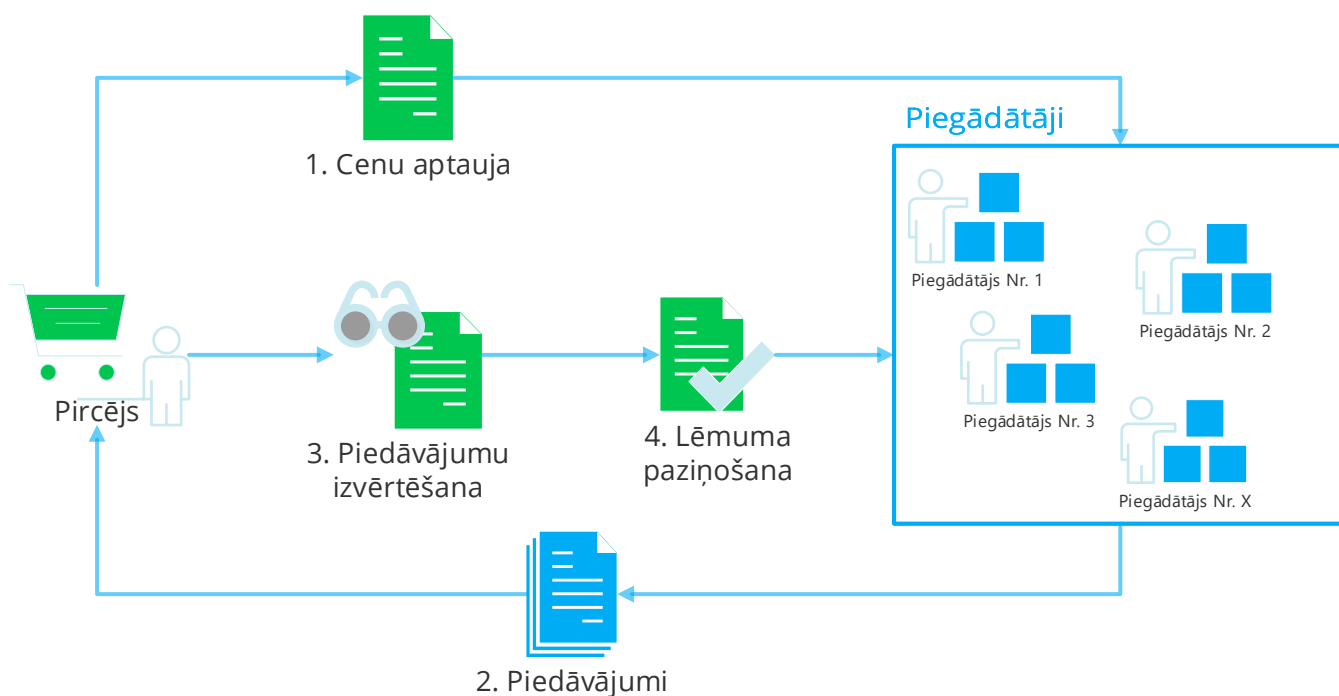 1. Cenu aptauja
Piegādātāji
Piegādātājs Nr. 1
Piegādātājs Nr. 2
Piegādātājs Nr. 3
Piegādātājs Nr. X
Pircējs
3. Piedāvājumu
izvērtēšana
4. Lēmuma
paziņošana
2. Piedāvājumi